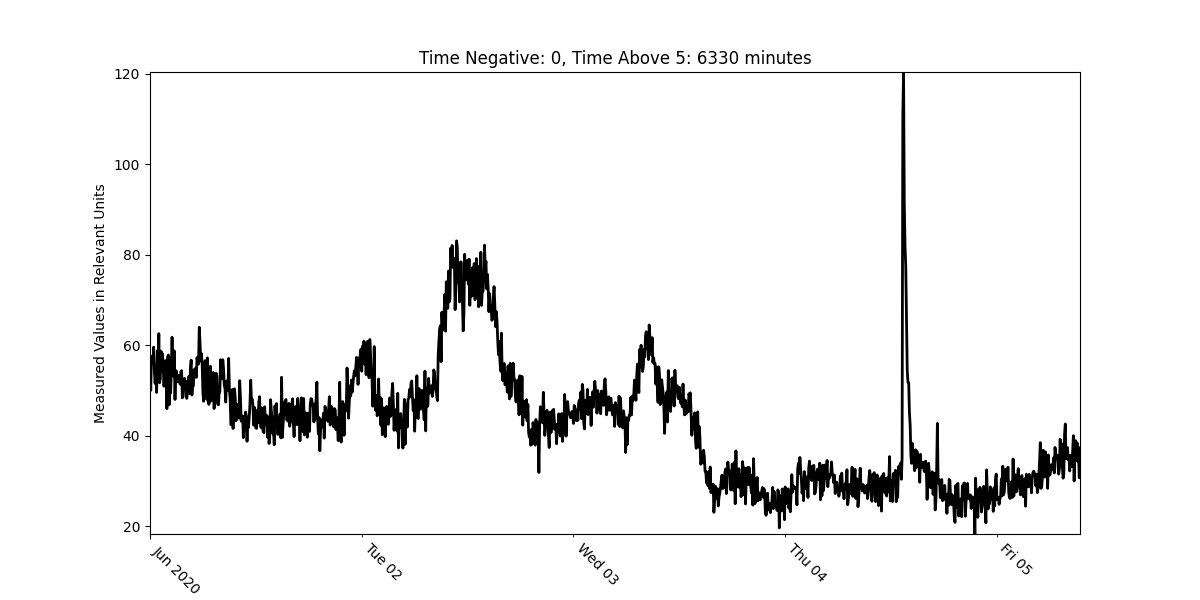 Time Negative: 0, Time Above 5: 6330 minutes
Measured Values in Relevant Units
120
100
80
60
40
20
Jun 2020
Tue 02
Wed 03
Thu 04
Fri 05